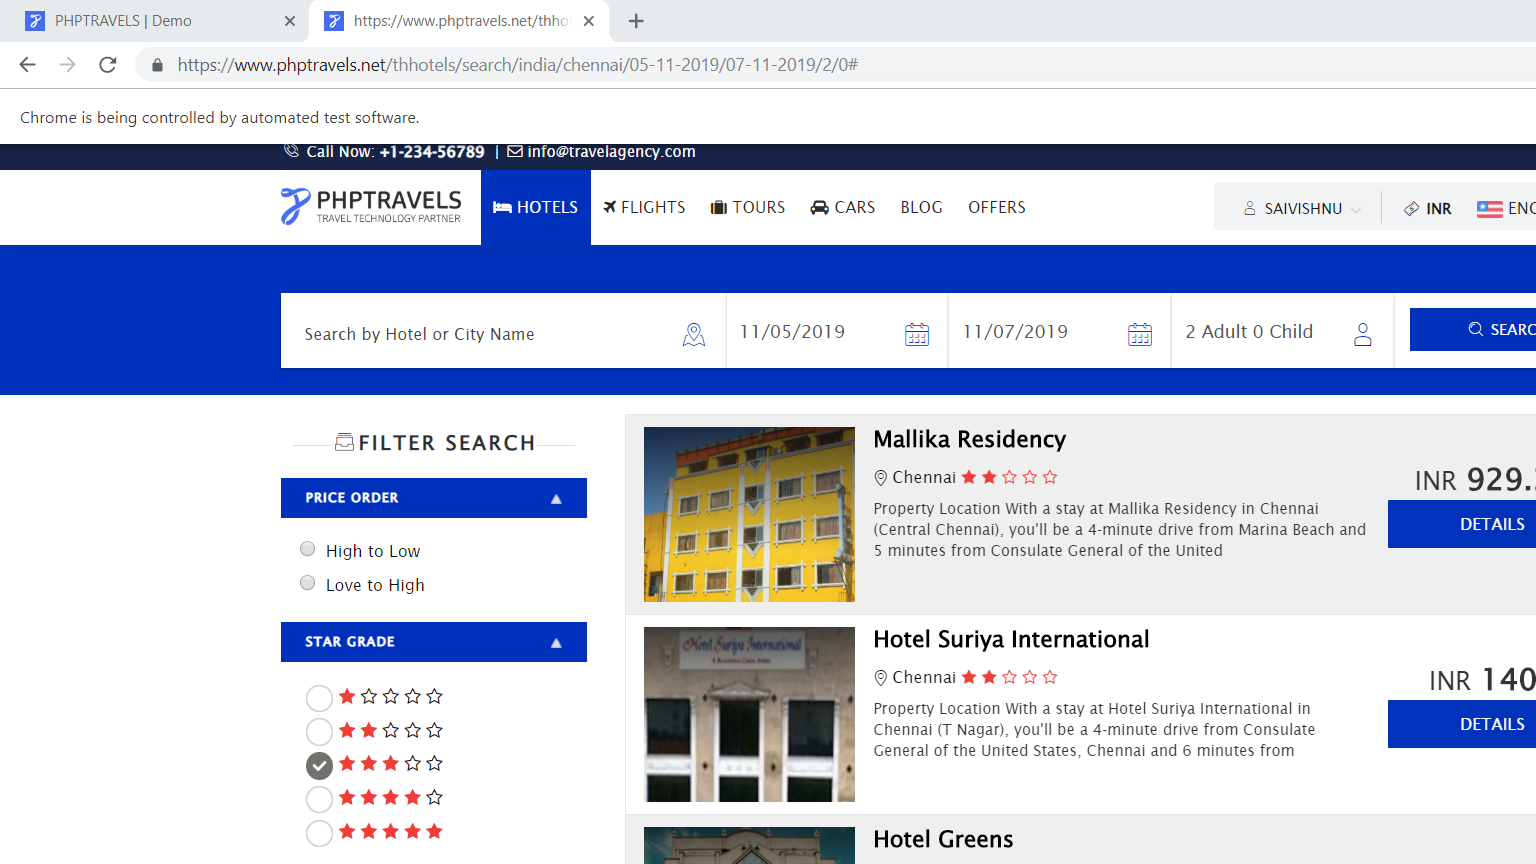 PHPTRAVELS | Demo
https://www.phptravels.net/thhot
https://www.phptravels.net/thhotels/search/india/chennai/05-11-2019/07-11-2019/2/0#
Chrome is being controlled by automated test software.
Call Now: +1-234-56789 | info@travelagency.com
PHPTRAVELS
TRAVEL TECHNOLOGY PARTNER
HOTELS FLIGHTS TOURS CARS BLOG OFFERS
SAIVISHNU INR ENG
Search by Hotel or City Name 11/05/2019 11/07/2019 2 Adult 0 Child SEARC
FILTER SEARCH
PRICE ORDER
High to Low
Love to High
STAR GRADE
Mallika Residency
Chennai
Property Location With a stay at Mallika Residency in Chennai
(Central Chennai), you'll be a 4-minute drive from Marina Beach and
5 minutes from Consulate General of the United
INR 929.
DETAILS
Hotel Suriya International
Hotel Suriya International
Chennai
Property Location With a stay at Hotel Suriya International in
Chennai (T Nagar), you'll be a 4-minute drive from Consulate
General of the United States, Chennai and 6 minutes from
INR 140
DETAILS
Hotel Greens